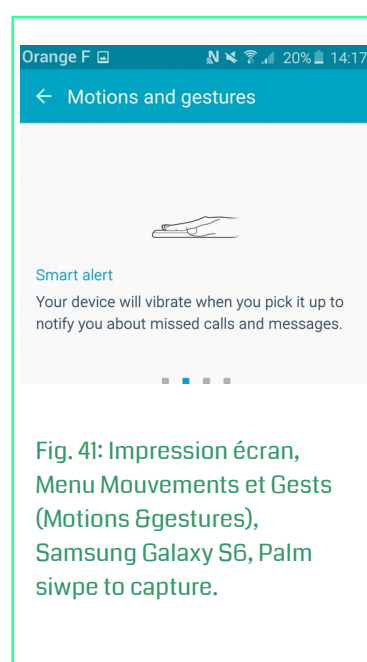 Orange F 20% 14:17
← Motions and gestures
Smart alert
Your device will vibrate when you pick it up to
notify you about missed calls and messages.
Fig. 41: Impression écran,
Menu Mouvements et Gests
(Motions &gestures),
Samsung Galaxy S6, Palm
siwpe to capture.